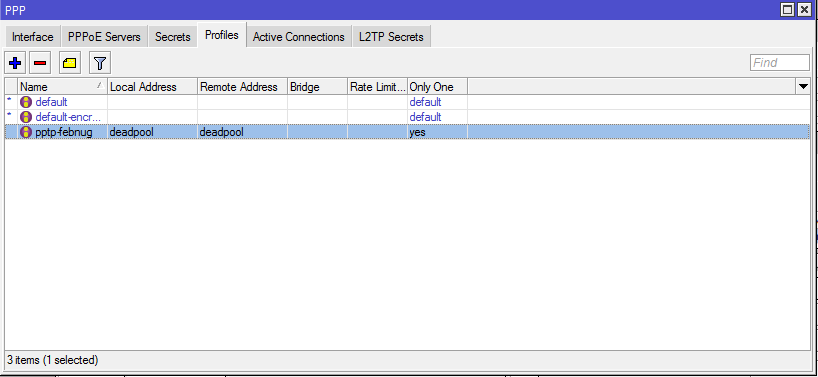 PPP
Interface PPPoE Servers Secrets Profiles Active Connections L2TP Secrets
Find
Name / Local Address Remote Address Bridge Rate Limit... Only One
* default default
* default-encr... default
pptp-febnug deadpool deadpool yes
3 items (1 selected)